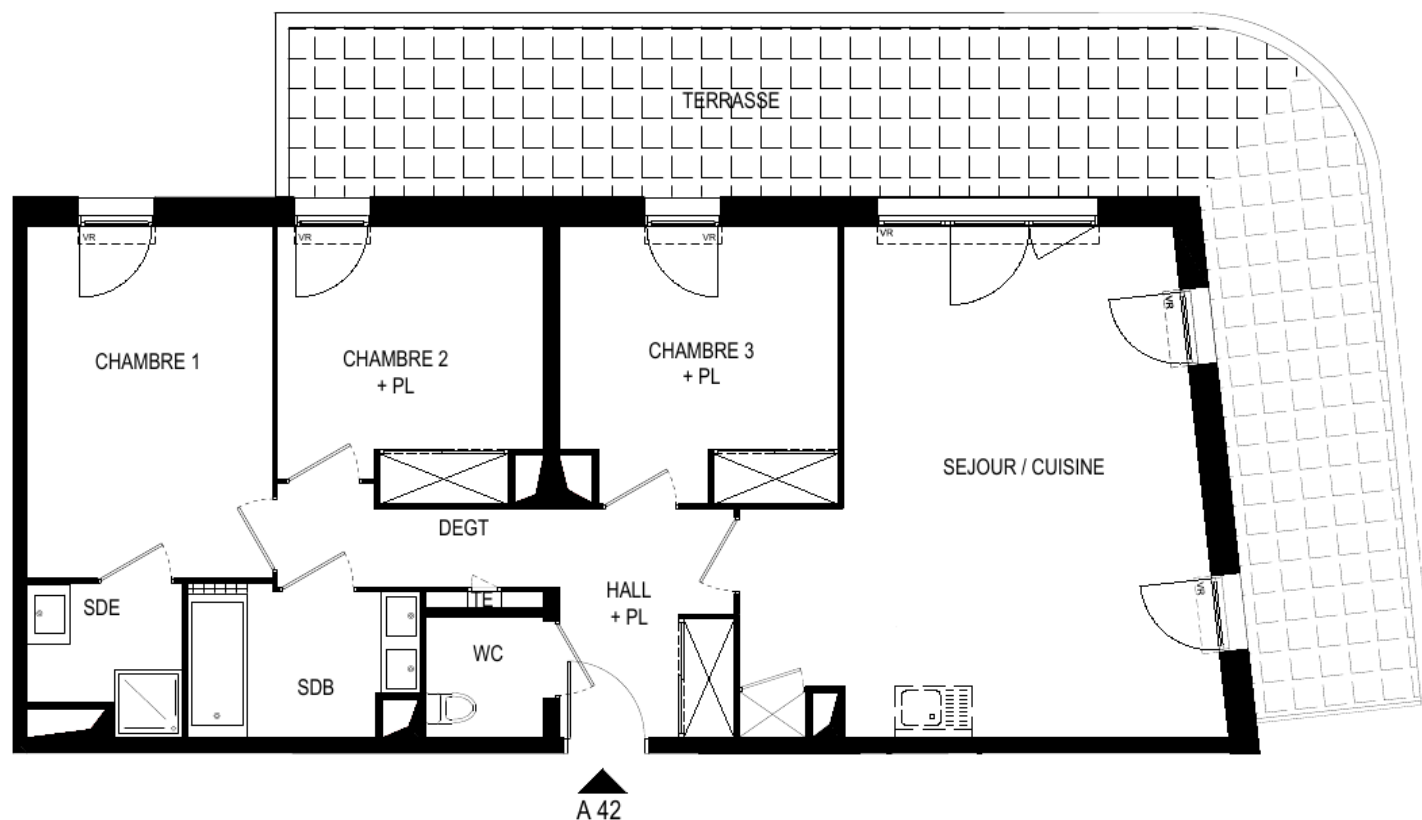 TERRASSE
VR
VR
VR
VR
VR
CHAMBRE 1
CHAMBRE 2
+ PL
CHAMBRE 3
+ PL
SEJOUR / CUISINE
DEGT
VR
SDE
TE
HALL
+ PL
WC
SDB
A 42